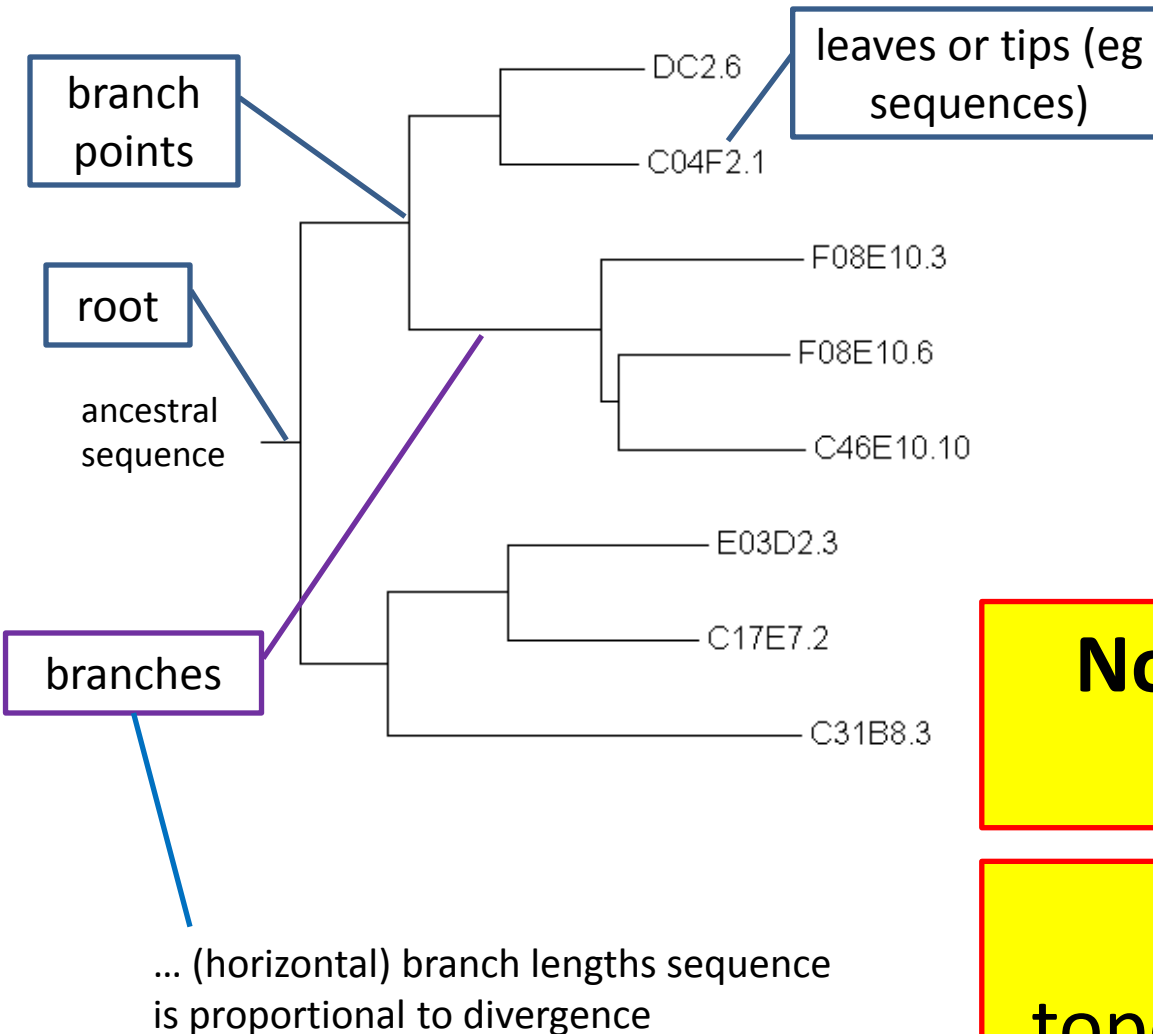 leaves or tips (eg
sequences)
branch
points
DC2.6
C04F2.1
root
F08E10.3
F08E10.6
ancestral
sequence
C46E10.10
E03D2.3
branches
C17E7.2
C31B8.3
... (horizontal) branch lengths sequence
is proportional to divergence